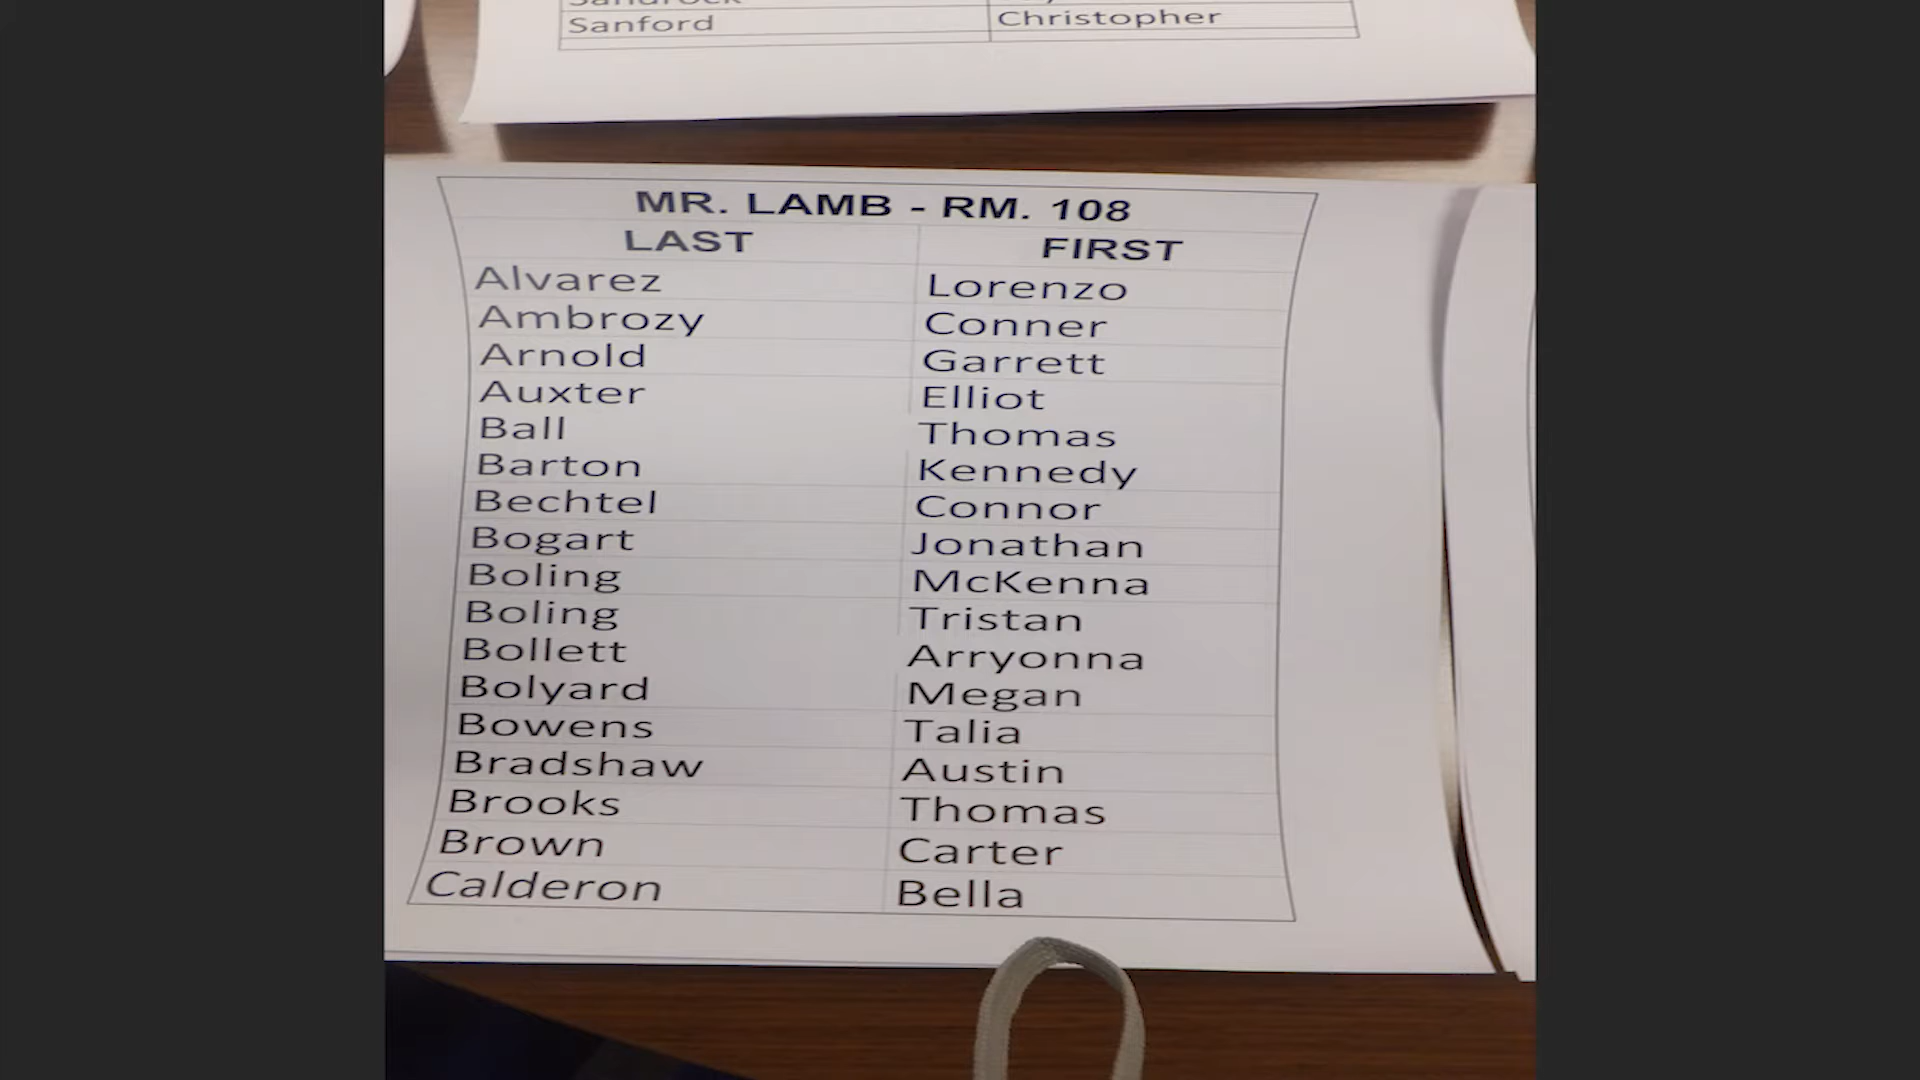 Sanford Christopher
MR. LAMB - RM. 108
LAST FIRST
Alvarez Lorenzo
Ambrozy Conner
Arnold Garrett
Auxter Elliot
Ball Thomas
Barton Kennedy
Bechtel Connor
Bogart Jonathan
Boling McKenna
Boling Tristan
Bollett Arryonna
Bolyard Megan
Bowens Talia
Bradshaw Austin
Brooks Thomas
Brown Carter
Calderon Bella